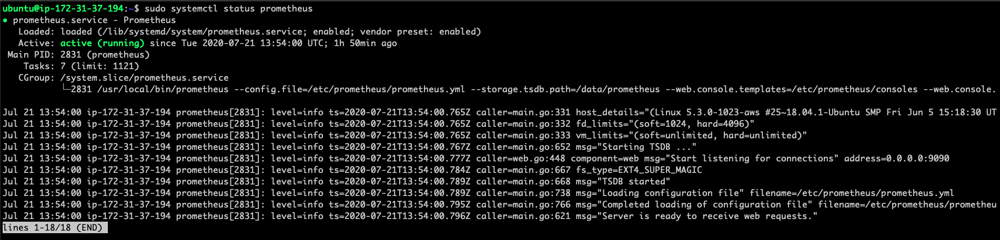 ubuntu@ip-172-31-37-194:~$ sudo systemctl status prometheus
● prometheus.service - Prometheus
   Loaded: loaded (/lib/systemd/system/prometheus.service; enabled; vendor preset: enabled)
   Active: active (running) since Tue 2020-07-21 13:54:00 UTC; 1h 50min ago
 Main PID: 2831 (prometheus)
    Tasks: 7 (limit: 1121)
   CGroup: /system.slice/prometheus.service
           └─2831 /usr/local/bin/prometheus --config.file=/etc/prometheus/prometheus.yml --storage.tsdb.path=/data/prometheus --web.console.templates=/etc/prometheus/consoles --web.console.
Jul 21 13:54:00 ip-172-31-37-194 prometheus[2831]: level=info ts=2020-07-21T13:54:00.765Z caller=main.go:331 host_details="(Linux 5.3.0-1023-aws #25~18.04.1-Ubuntu SMP Fri Jun 5 15:18:30 UT
Jul 21 13:54:00 ip-172-31-37-194 prometheus[2831]: level=info ts=2020-07-21T13:54:00.765Z caller=main.go:332 fd_limits="(soft=1024, hard=4096)"
Jul 21 13:54:00 ip-172-31-37-194 prometheus[2831]: level=info ts=2020-07-21T13:54:00.765Z caller=main.go:333 vm_limits="(soft=unlimited, hard=unlimited)"
Jul 21 13:54:00 ip-172-31-37-194 prometheus[2831]: level=info ts=2020-07-21T13:54:00.767Z caller=main.go:652 msg="Starting TSDB ..."
Jul 21 13:54:00 ip-172-31-37-194 prometheus[2831]: level=info ts=2020-07-21T13:54:00.777Z caller=web.go:448 component=web msg="Start listening for connections" address=0.0.0.0:9090
Jul 21 13:54:00 ip-172-31-37-194 prometheus[2831]: level=info ts=2020-07-21T13:54:00.784Z caller=main.go:667 fs_type=EXT4_SUPER_MAGIC
Jul 21 13:54:00 ip-172-31-37-194 prometheus[2831]: level=info ts=2020-07-21T13:54:00.789Z caller=main.go:668 msg="TSDB started"
Jul 21 13:54:00 ip-172-31-37-194 prometheus[2831]: level=info ts=2020-07-21T13:54:00.789Z caller=main.go:738 msg="Loading configuration file" filename=/etc/prometheus/prometheus.yml
Jul 21 13:54:00 ip-172-31-37-194 prometheus[2831]: level=info ts=2020-07-21T13:54:00.795Z caller=main.go:766 msg="Completed loading of configuration file" filename=/etc/prometheus/prometheu
Jul 21 13:54:00 ip-172-31-37-194 prometheus[2831]: level=info ts=2020-07-21T13:54:00.796Z caller=main.go:621 msg="Server is ready to receive web requests."
lines 1-18/18 (END)